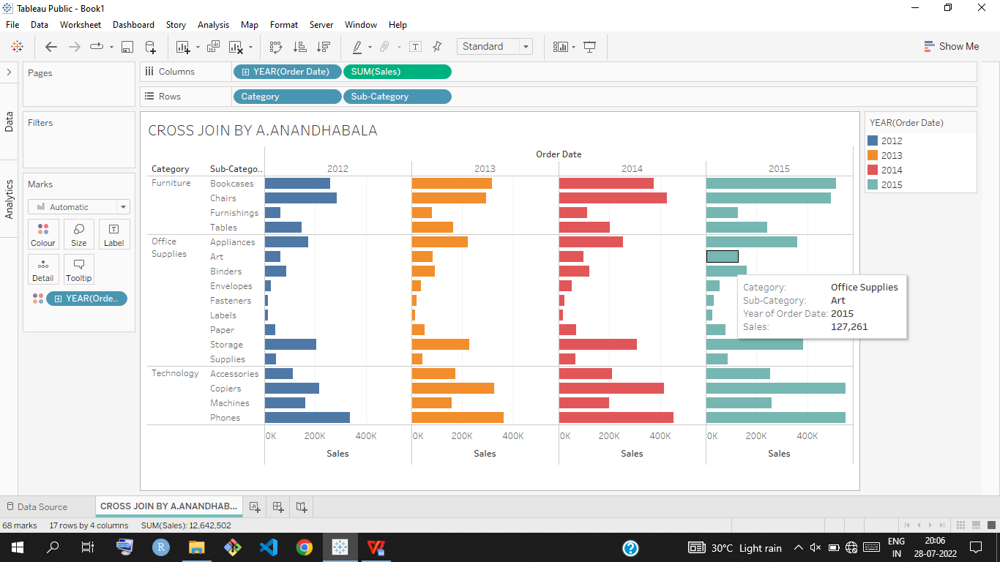 Tableau Public - Book1
File Data Worksheet Dashboard Story Analysis Map Format Server Window Help
Standard Show Me
Pages
Columns YEAR(Order Date) SUM(Sales)
Rows Category Sub-Category
Data
Filters
Analytics
Marks
Automatic
Colour Size Label
Detail Tooltip
YEAR(Orde..
CROSS JOIN BY A.ANANDHABALA
Order Date
Category Sub-Catego.. 2012 2013 2014 2015
Furniture Bookcases
Chairs
Furnishings
Tables
Office Supplies Appliances
Art
Binders
Envelopes
Fasteners
Labels
Paper
Storage
Supplies
Technology Accessories
Copiers
Machines
Phones
0K 200K 400K 0K 200K 400K 0K 200K 400K 0K 200K 400K
Sales Sales Sales Sales
Category: Office Supplies
Sub-Category: Art
Year of Order Date: 2015
Sales: 127,261
YEAR(Order Date)
2012
2013
2014
2015
Data Source CROSS JOIN BY A.ANANDHAB...
68 marks 17 rows by 4 columns SUM(Sales): 12,642,502
30°C Light rain ENG 20:06
IN 28-07-2022